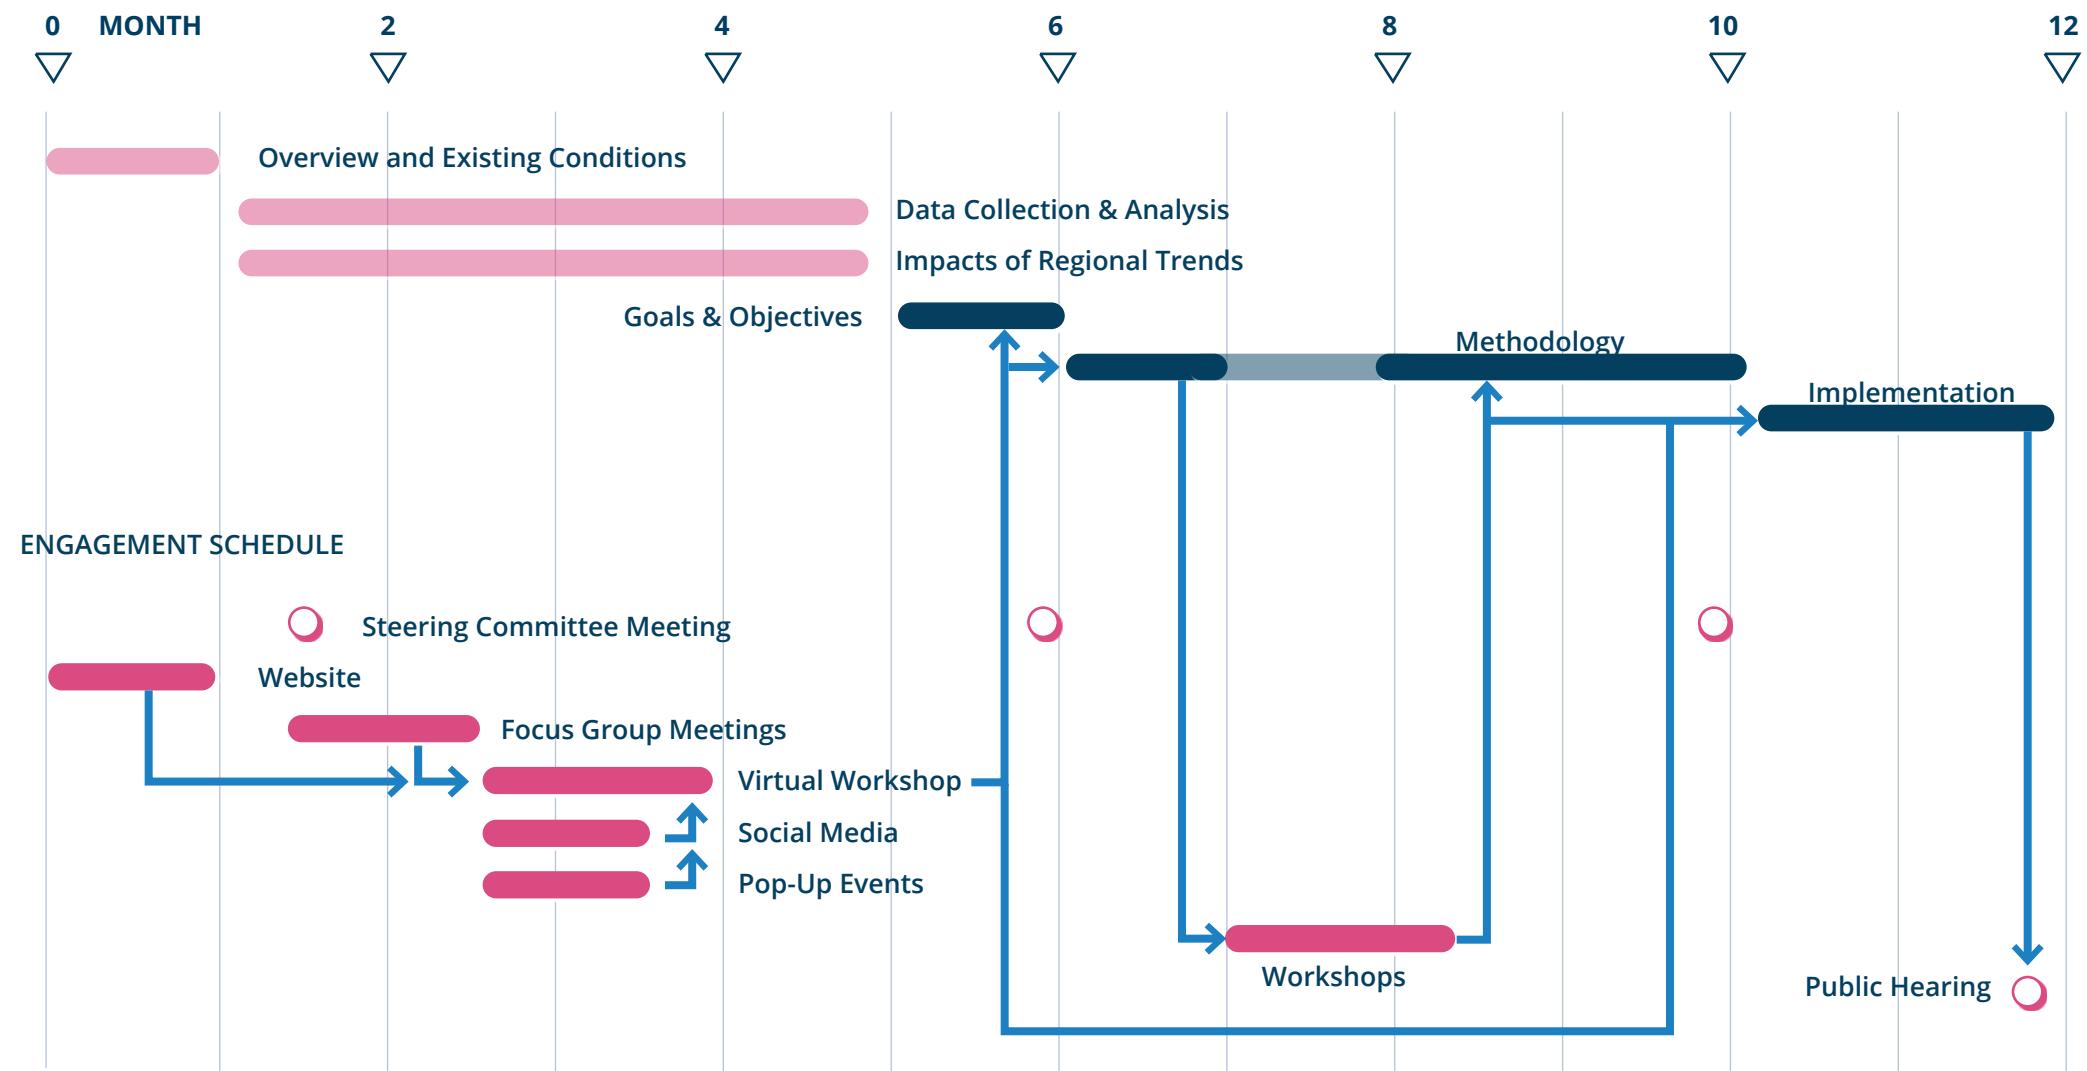 0 MONTH 2 4 6 8 10 12
Overview and Existing Conditions
Data Collection & Analysis
Impacts of Regional Trends
Goals & Objectives
Methodology
Implementation
ENGAGEMENT SCHEDULE
Steering Committee Meeting
Website
Focus Group Meetings
Virtual Workshop
Social Media
Pop-Up Events
Workshops
Public Hearing